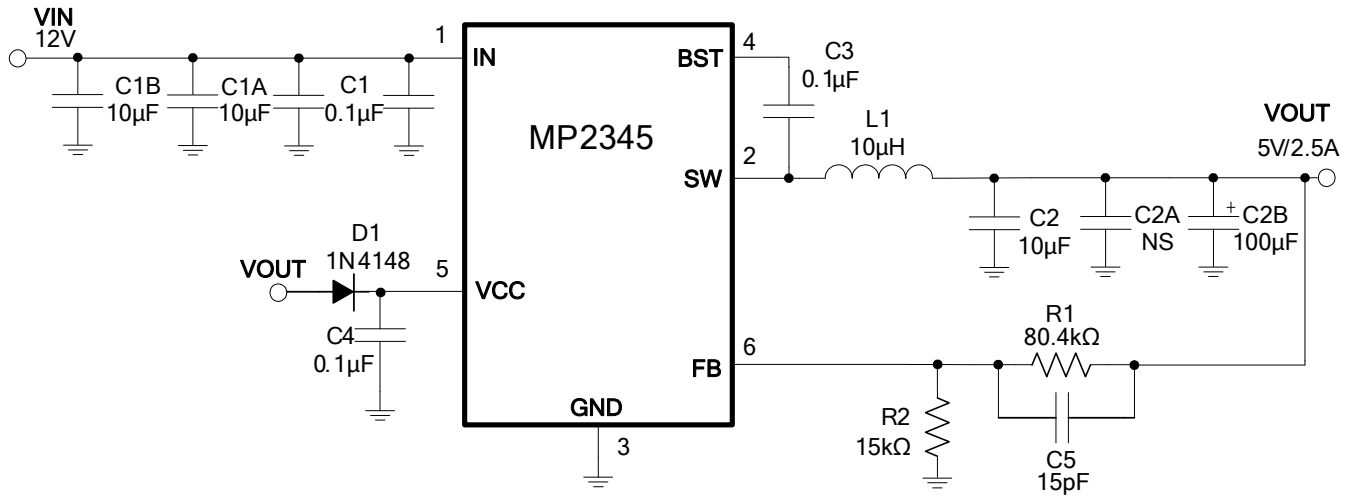 VIN
12V
1
IN
C1B
10µF
C1A
10µF
C1
0.1µF
MP2345
BST
4
C3
0.1µF
SW
2
L1
10µH
VOUT
5V/2.5A
C2
10µF
C2A
NS
+
C2B
100µF
D1
1N4148
VOUT
5
VCC
C4
0.1µF
FB
6
R1
80.4kΩ
R2
15kΩ
C5
15pF
GND
3